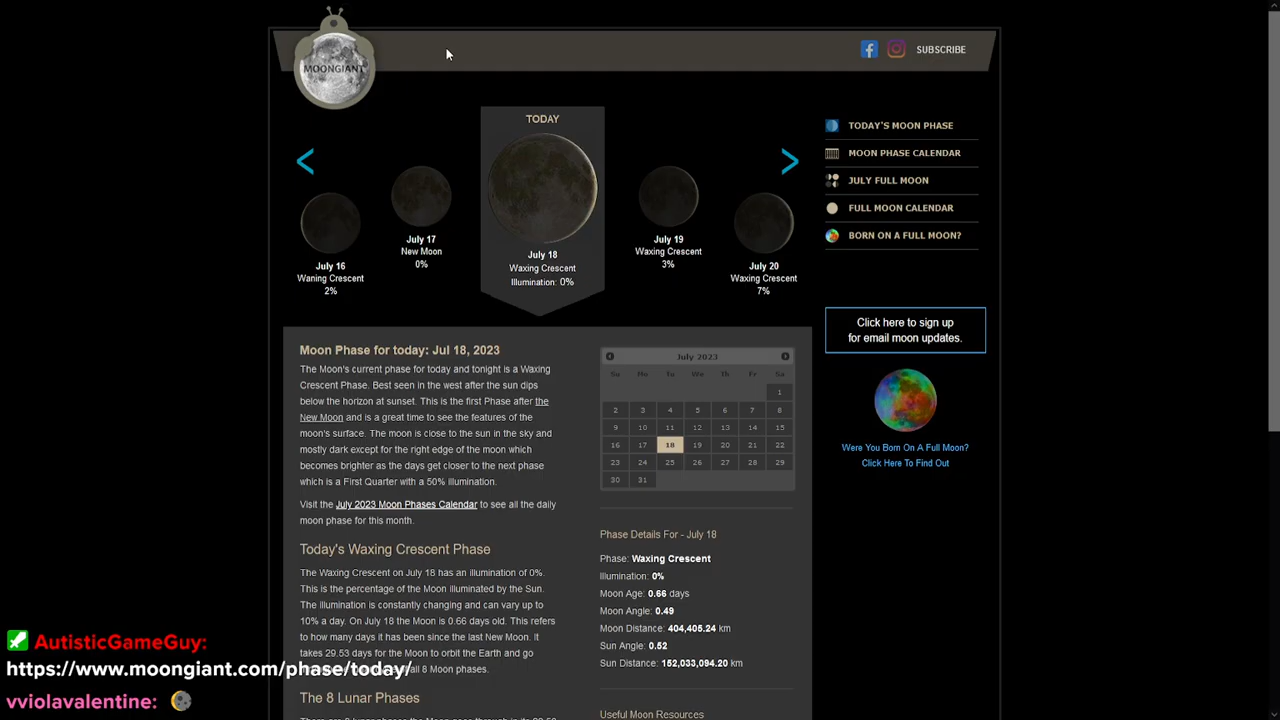 MOONGIANT
SUBSCRIBE
TODAY
July 16
Waning Crescent
2%
July 17
New Moon
0%
July 18
Waxing Crescent
Illumination: 0%
July 19
Waxing Crescent
3%
July 20
Waxing Crescent
7%
TODAY'S MOON PHASE
MOON PHASE CALENDAR
JULY FULL MOON
FULL MOON CALENDAR
BORN ON A FULL MOON?
Click here to sign up
for email moon updates.
Were You Born On A Full Moon?
Click Here To Find Out
Moon Phase for today: Jul 18, 2023
The Moon's current phase for today and tonight is a Waxing
Crescent Phase. Best seen in the west after the sun dips
below the horizon at sunset. This is the first Phase after the
New Moon and is a great time to see the features of the
moon's surface. The moon is close to the sun in the sky and
mostly dark except for the right edge of the moon which
becomes brighter as the days get closer to the next phase
which is a First Quarter with a 50% illumination.
Visit the July 2023 Moon Phases Calendar to see all the daily
moon phase for this month.
Today's Waxing Crescent Phase
The Waxing Crescent on July 18 has an illumination of 0%.
This is the percentage of the Moon illuminated by the Sun.
The illumination is constantly changing and can vary up to
10% a day. On July 18 the Moon is 0.66 days old. This refers
to how many days it has been since the last New Moon. It
takes 29.53 days for the Moon to orbit the Earth and go
all 8 Moon phases.
The 8 Lunar Phases
July 2023
Su Mo Tu We Th Fr Sa
1
2 3 4 5 6 7 8
9 10 11 12 13 14 15
16 17 18 19 20 21 22
23 24 25 26 27 28 29
30 31
Phase Details For - July 18
Phase: Waxing Crescent
Illumination: 0%
Moon Age: 0.66 days
Moon Angle: 0.49
Moon Distance: 404,405.24 km
Sun Angle: 0.52
Sun Distance: 152,033,094.20 km
Useful Moon Resources
AutisticGameGuy:
https://www.moongiant.com/phase/today/
vviolavalentine: